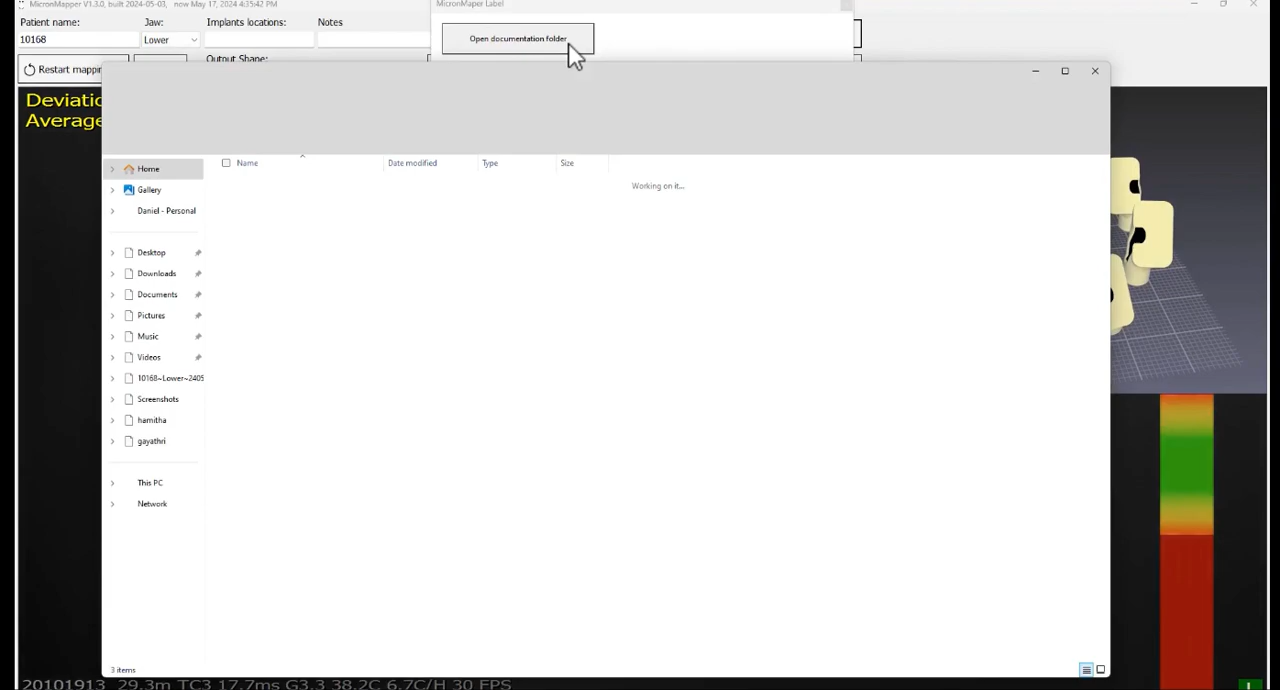 MicronMapper V1.3.0, built 2024-05-03, now May 17, 2024 4:35:42 PM
MicronMaper Label
Patient name:
Jaw:
Implants locations:
Notes
10168
Lower
Open documentation folder
Restart mappin
Output Shape:
Deviatio
Average
Name
Date modified
Type
Size
Working on it...
Home
Gallery
Daniel - Personal
Desktop
Downloads
Documents
Pictures
Music
Videos
10168~Lower~2405
Screenshots
hamitha
gayathri
This PC
Network
3 items
20101913 29.3m TC3 17.7ms G3.3 38.2C 6.7C/H 30 FPS